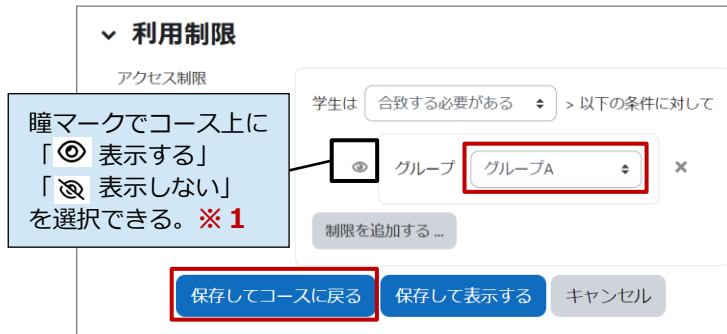 利用制限
アクセス制限
学生は 合致する必要がある > 以下の条件に対して
瞳マークでコース上に
「 表示する」
「 表示しない」
を選択できる。※1
グループ グループA ×
制限を追加する ...
保存してコースに戻る 保存して表示する キャンセル